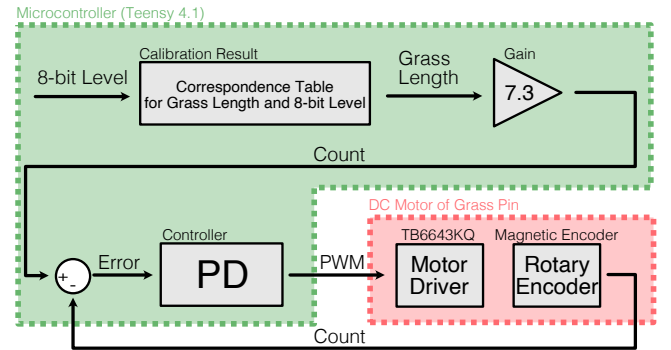 Microcontroller (Teensy 4.1)
Calibration Result
8-bit Level
Correspondence Table
for Grass Length and 8-bit Level
Grass
Length
Gain
7.3
Count
DC Motor of Grass Pin
Controller
TB6643KQ
Magnetic Encoder
+
-
Error
PD
PWM
Motor
Driver
Rotary
Encoder
Count